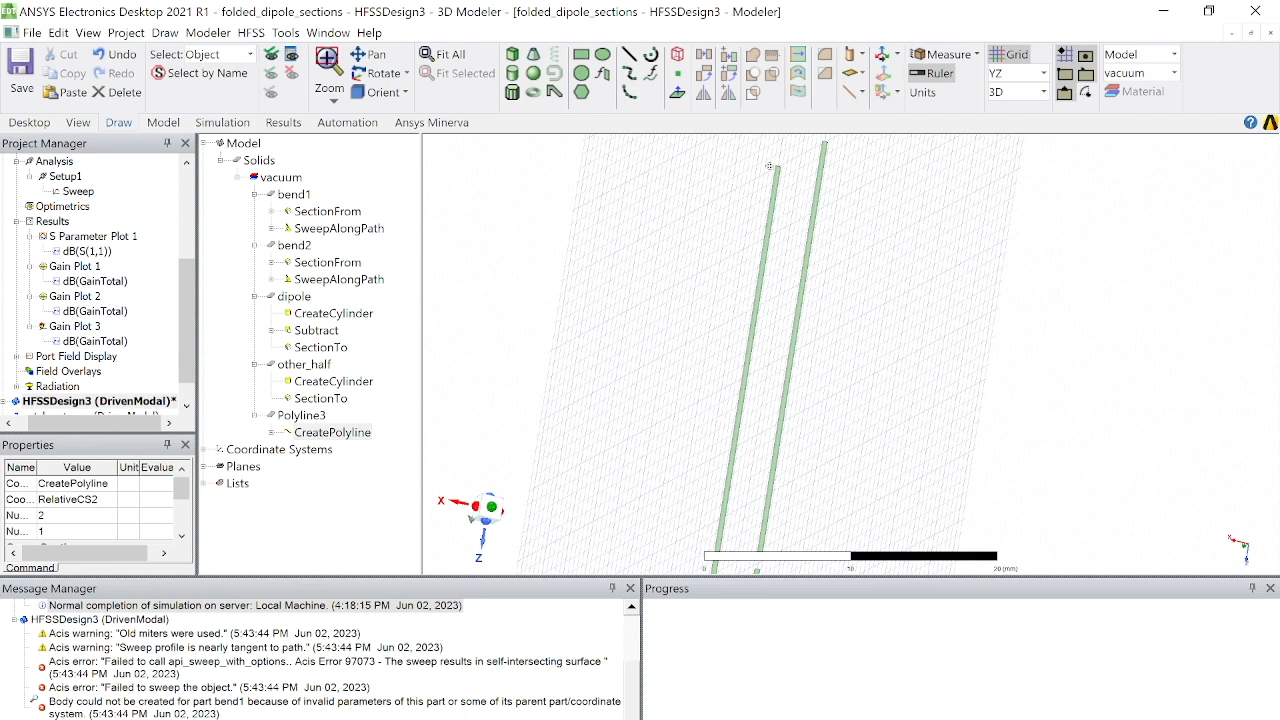 ANSYS Electronics Desktop 2021 R1 - folded_dipole_sections - HFSSDesign3 - 3D Modeler - [folded_dipole_sections - HFSSDesign3 - Modeler]
File Edit View Project Draw Modeler HFSS Tools Window Help
Save
Cut
Copy
Paste
Undo
Redo
Delete
Select: Object
Select by Name
Zoom
Pan
Rotate
Orient
Fit All
Fit Selected
Measure
Ruler
Units
Grid
YZ
3D
Model
vacuum
Material
Desktop View Draw Model Simulation Results Automation Ansys Minerva
Project Manager
Analysis
Setup1
Sweep
Optimetrics
Results
S Parameter Plot 1
dB(S(1,1))
Gain Plot 1
dB(GainTotal)
Gain Plot 2
dB(GainTotal)
Gain Plot 3
dB(GainTotal)
Port Field Display
Field Overlays
Radiation
HFSSDesign3 (DrivenModal)*
Properties
Name Value Unit Evalua
Co... CreatePolyline
Coo... RelativeCS2
Nu... 2
Nu... 1
Command
Model
Solids
vacuum
bend1
SectionFrom
SweepAlongPath
bend2
SectionFrom
SweepAlongPath
dipole
CreateCylinder
Subtract
SectionTo
other_half
CreateCylinder
SectionTo
Polyline3
CreatePolyline
Coordinate Systems
Planes
Lists
X
Z
0 10 20 (mm)
Message Manager
Normal completion of simulation on server: Local Machine. (4:18:15 PM Jun 02, 2023)
HFSSDesign3 (DrivenModal)
Acis warning: "Old miters were used." (5:43:44 PM Jun 02, 2023)
Acis warning: "Sweep profile is nearly tangent to path." (5:43:44 PM Jun 02, 2023)
Acis error: "Failed to call api_sweep_with_options.. Acis Error 97073 - The sweep results in self-intersecting surface "
(5:43:44 PM Jun 02, 2023)
Acis error: "Failed to sweep the object." (5:43:44 PM Jun 02, 2023)
Body could not be created for part bend1 because of invalid parameters of this part or some of its parent part/coordinate
system. (5:43:44 PM Jun 02, 2023)
Progress